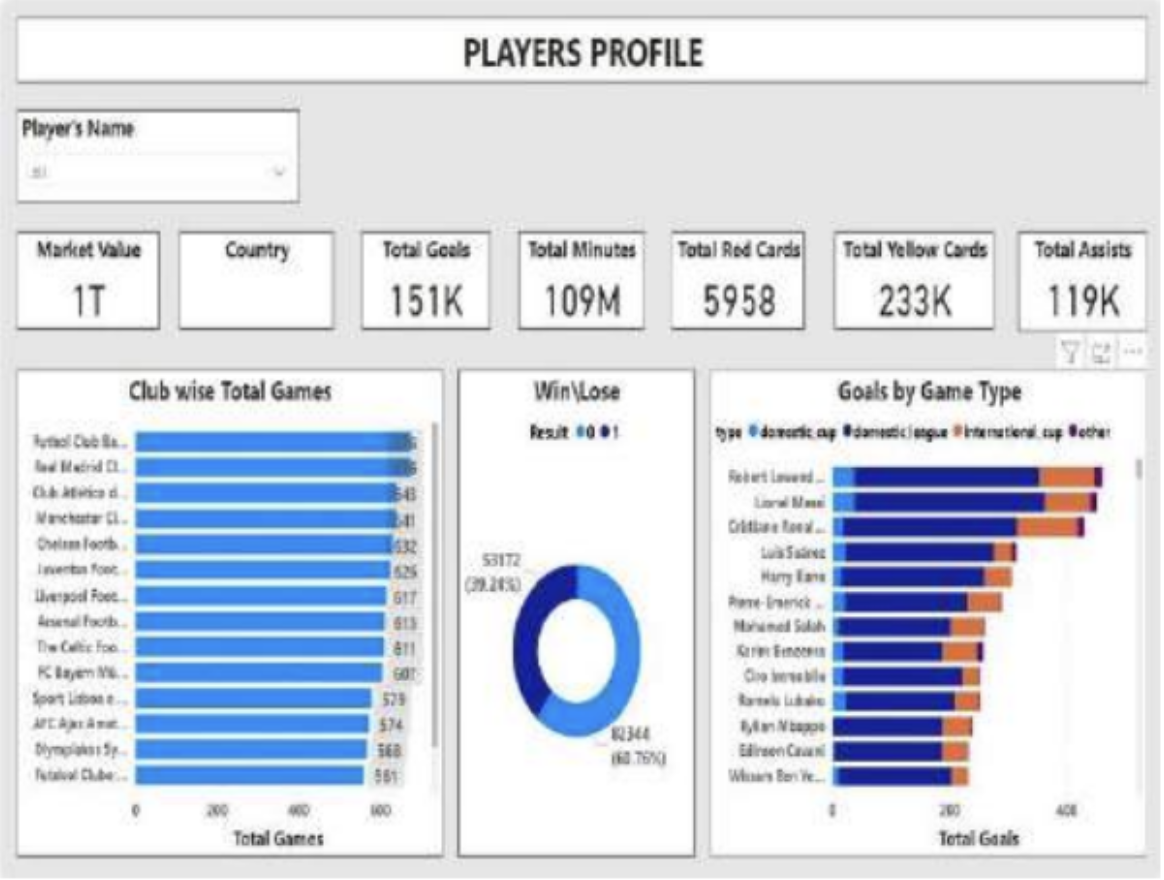 PLAYERS PROFILE
Player's Name
All
Market Value
1T
Country
Total Goals
151K
Total Minutes
109M
Total Red Cards
5958
Total Yellow Cards
233K
Total Assists
119K
Club wise Total Games
Futbol Club Ba...
Real Madrid Cl...
Club Atlético d...
643
Manchester Ci...
641
Chelsea Footb...
632
Juventus Foot...
626
Liverpool Foot...
617
Arsenal Footb...
613
The Celtic Foo...
611
FC Bayern Mü...
607
Sport Lisboa e...
579
AFC Ajax Amst...
574
Olympiakos Sy...
568
Futebol Clube...
561
0
200
400
600
Total Games
Win\Lose
Result 0 1
53172
(39.24%)
82344
(60.76%)
Goals by Game Type
type domestic_cup domestic_league international_cup other
Robert Lewand...
Lionel Messi
Cristiano Ronal...
Luis Suárez
Harry Kane
Pierre-Emerick ...
Mohamed Salah
Karim Benzema
Ciro Immobile
Romelu Lukaku
Kylian Mbappé
Edinson Cavani
Wissam Ben Ye...
0
200
400
Total Goals